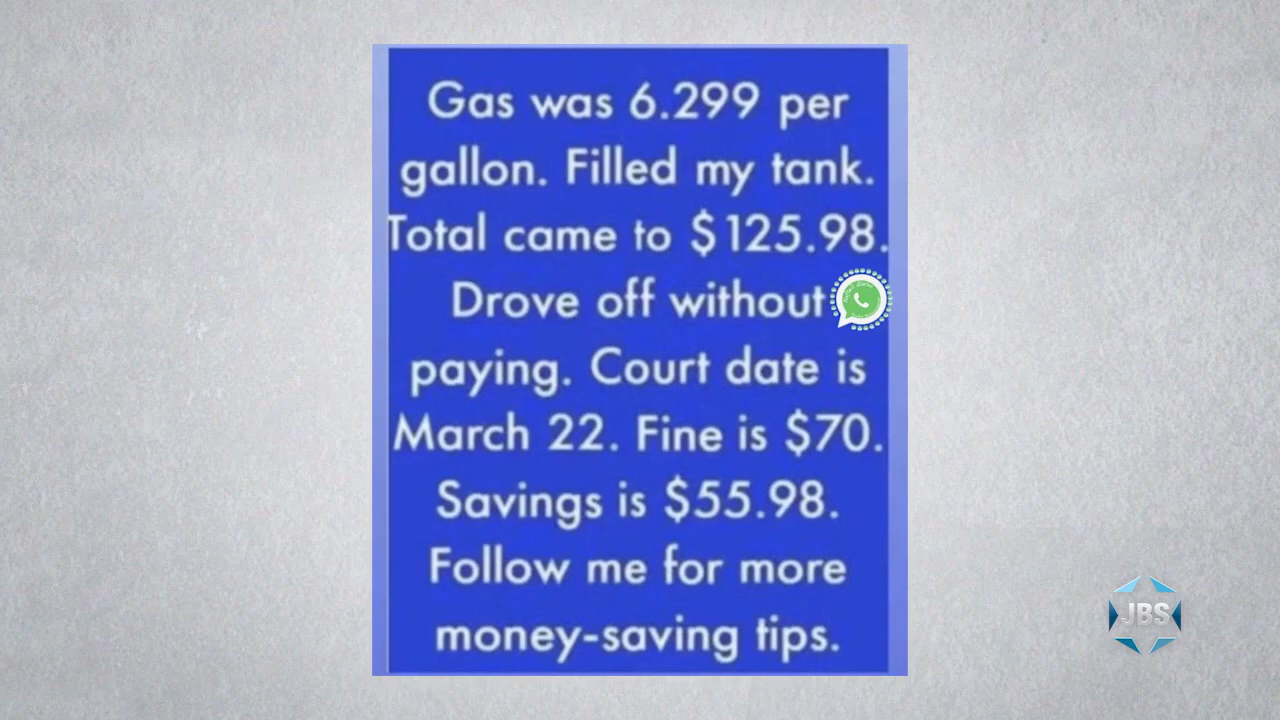 Gas was 6.299 per
gallon. Filled my tank.
Total came to $125.98.
Drove off without
paying. Court date is
March 22. Fine is $70.
Savings is $55.98.
Follow me for more
money-saving tips.
JBS